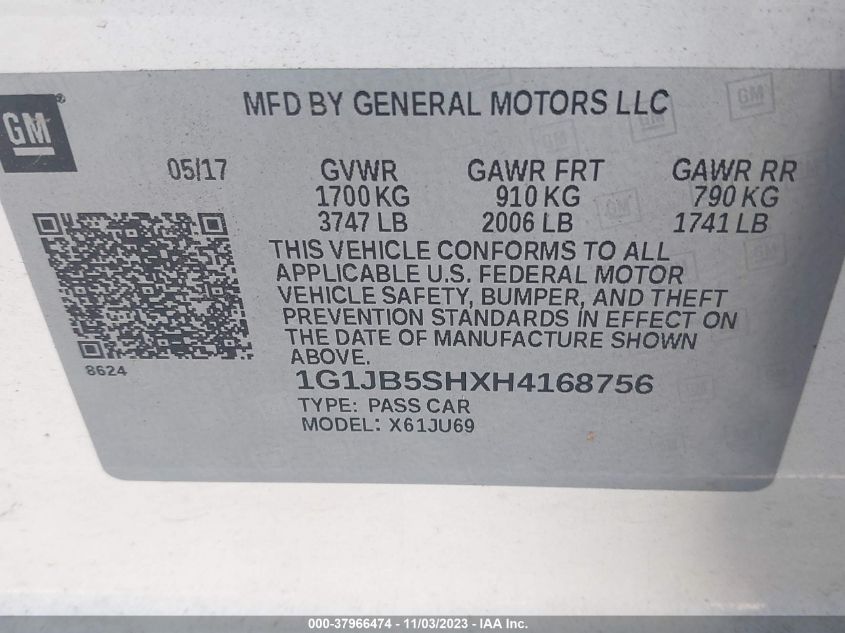 GM
MFD BY GENERAL MOTORS LLC
05/17 GVWR GAWR FRT GAWR RR
1700 KG 910 KG 790 KG
3747 LB 2006 LB 1741 LB
THIS VEHICLE CONFORMS TO ALL
APPLICABLE U.S. FEDERAL MOTOR
VEHICLE SAFETY, BUMPER, AND THEFT
PREVENTION STANDARDS IN EFFECT ON
THE DATE OF MANUFACTURE SHOWN
ABOVE.
8624
1G1JB5SHXH4168756
TYPE: PASS CAR
MODEL: X61JU69
000-37966474 - 11/03/2023 - IAA Inc.